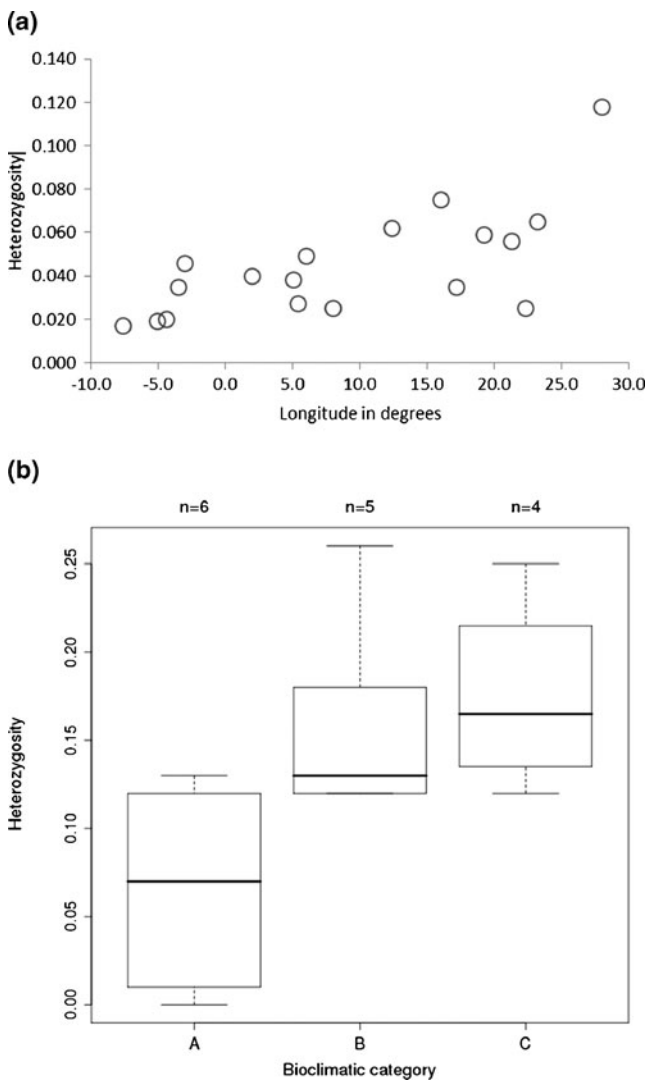 (a)
0.140
0.120
0.100
0.080
0.060
0.040
0.020
0.000
Heterozygosity|
-10.0 -5.0 0.0 5.0 10.0 15.0 20.0 25.0 30.0
Longitude in degrees
(b)
n=6 n=5 n=4
0.25
0.20
0.15
0.10
0.05
0.00
Heterozygosity
A B C
Bioclimatic category